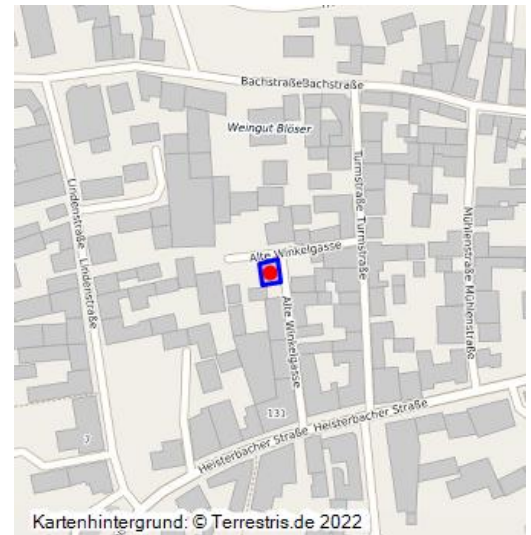 BachstraßeBachstraße
Weingut Blöser
Lindenstraße Lindenstraße
Turmstraße Turmstraße
Mühlenstraße Mühlenstraße
Alte Winkelgasse
Alte Winkelgasse
131
7
Heisterbacher Straße Heisterbacher Straße
Kartenhintergrund: © Terrestris.de 2022